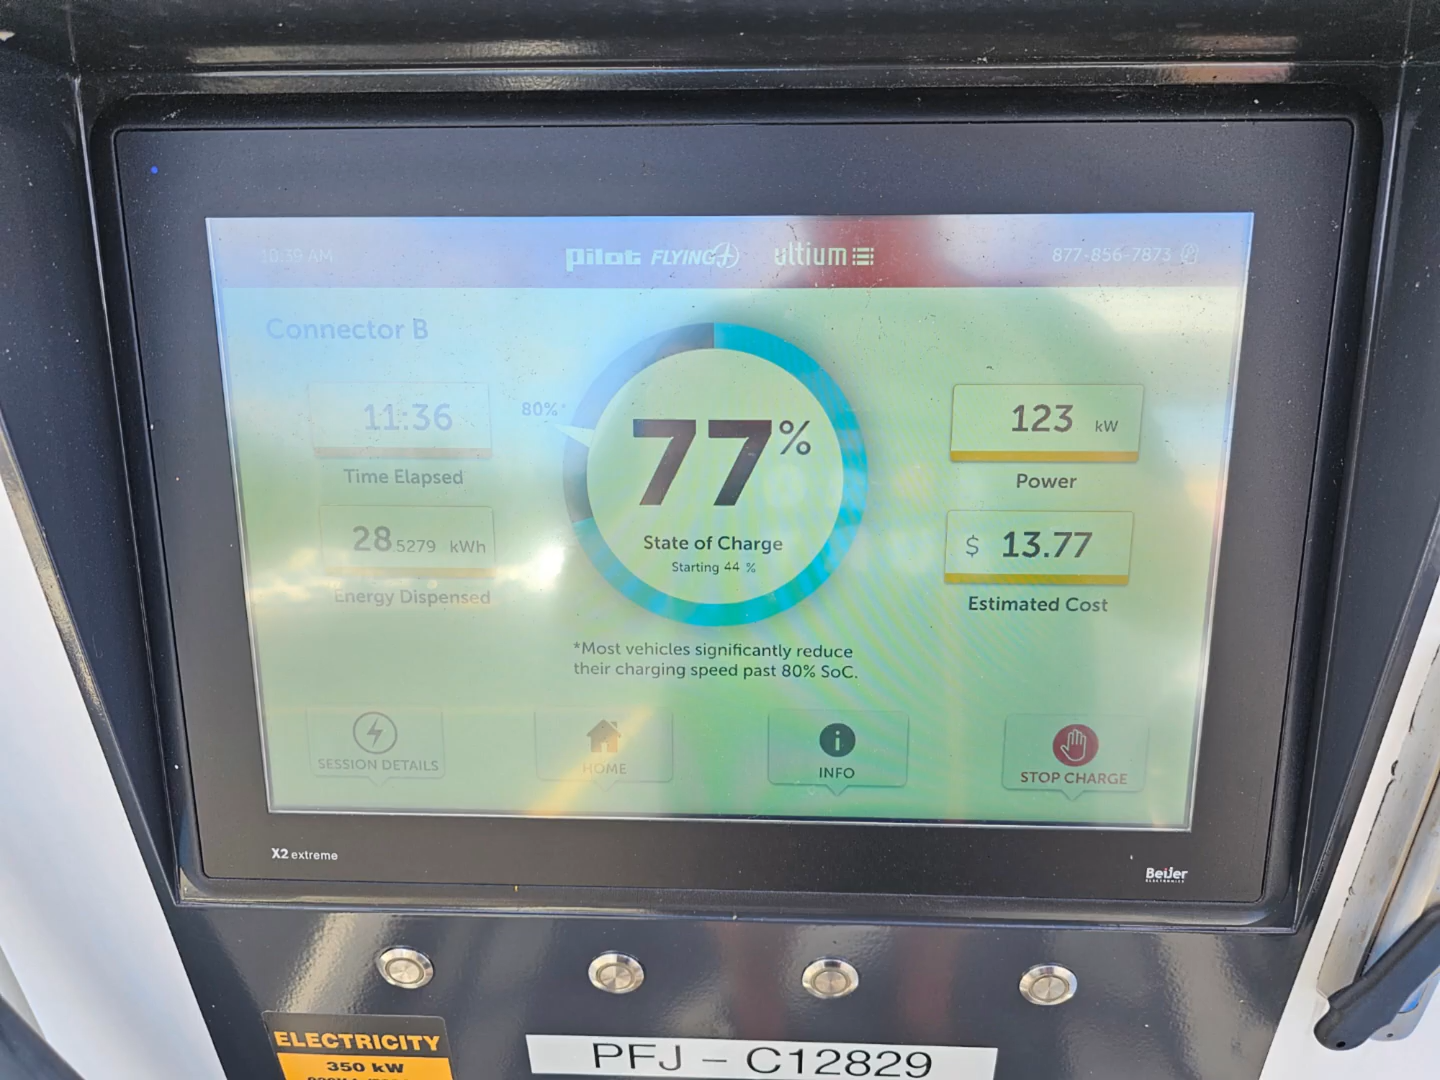 10:39 AM
Pilot FLYING J ultium
877-856-7873
Connector B
11:36
Time Elapsed
28.5279 kWh
Energy Dispensed
80%*
77%
State of Charge
Starting 44 %
123 kW
Power
$ 13.77
Estimated Cost
*Most vehicles significantly reduce
their charging speed past 80% SoC.
SESSION DETAILS
HOME
INFO
STOP CHARGE
X2 extreme
Beijer
ELECTRONICS
ELECTRICITY
350 kW
PFJ - C12829